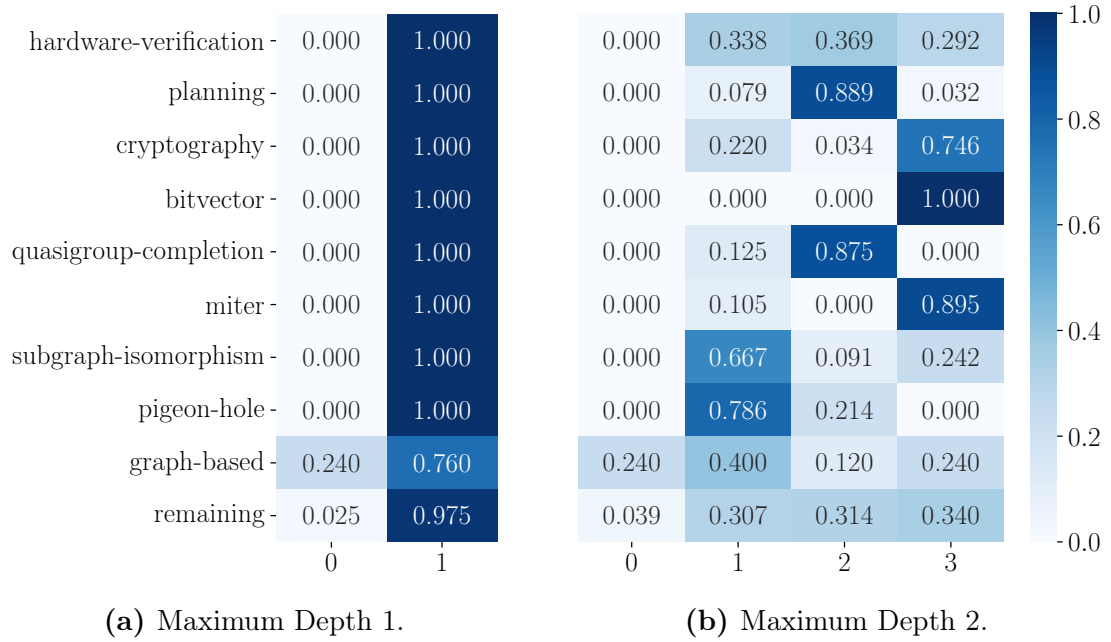 hardware-verification 0.000 1.000 0.000 0.338 0.369 0.292 1.0
planning 0.000 1.000 0.000 0.079 0.889 0.032
cryptography 0.000 1.000 0.000 0.220 0.034 0.746 0.8
bitvector 0.000 1.000 0.000 0.000 0.000 1.000
quasigroup-completion 0.000 1.000 0.000 0.125 0.875 0.000 0.6
miter 0.000 1.000 0.000 0.105 0.000 0.895
subgraph-isomorphism 0.000 1.000 0.000 0.667 0.091 0.242 0.4
pigeon-hole 0.000 1.000 0.000 0.786 0.214 0.000
graph-based 0.240 0.760 0.240 0.400 0.120 0.240 0.2
remaining 0.025 0.975 0.039 0.307 0.314 0.340 0.0
0 1 0 1 2 3
(a) Maximum Depth 1. (b) Maximum Depth 2.